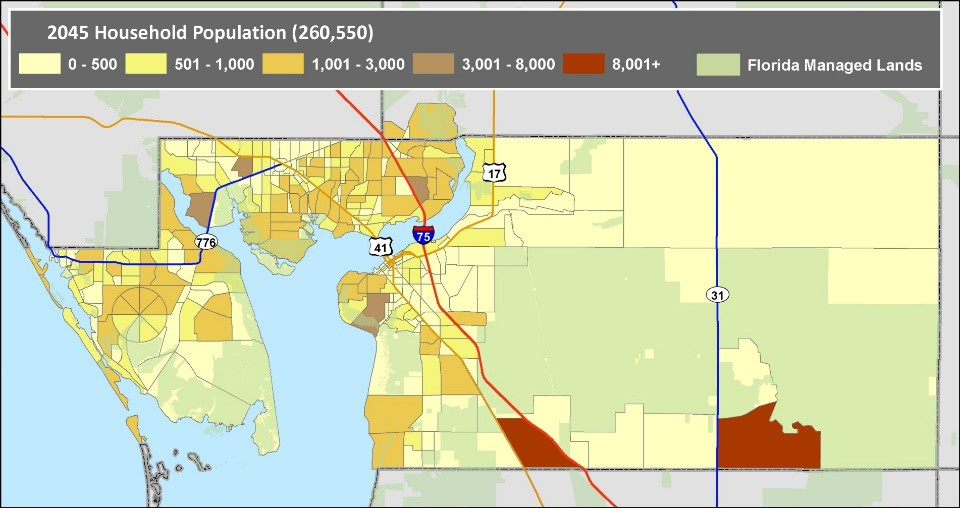 2045 Household Population (260,550)
0 - 500 501 - 1,000 1,001 - 3,000 3,001 - 8,000 8,001+ Florida Managed Lands
17
75
41
776
31